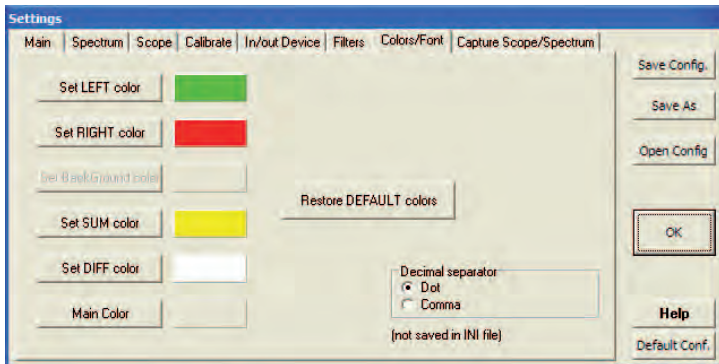 Settings
Main Spectrum Scope Calibrate In/out Device Filters Colors/Font Capture Scope/Spectrum
Set LEFT color
Set RIGHT color
Set BackGround color
Set SUM color
Set DIFF color
Main Color
Restore DEFAULT colors
Decimal separator
Dot
Comma
(not saved in INI file)
Save Config.
Save As
Open Config
OK
Help
Default Conf.